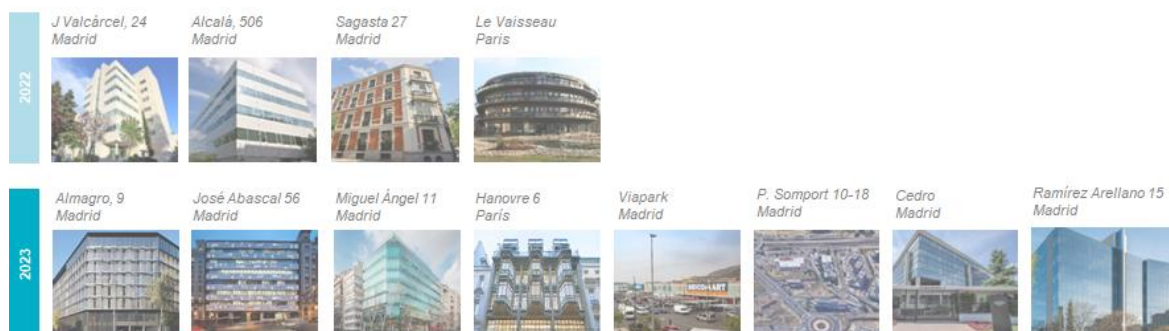 2022
J Valcárcel, 24
Madrid
Alcalá, 506
Madrid
Sagasta 27
Madrid
Le Vaisseau
Paris
2023
Almagro, 9
Madrid
José Abascal 56
Madrid
Miguel Ángel 11
Madrid
Hanovre 6
París
Viapark
Madrid
P. Somport 10-18
Madrid
Cedro
Madrid
Ramírez Arellano 15
Madrid